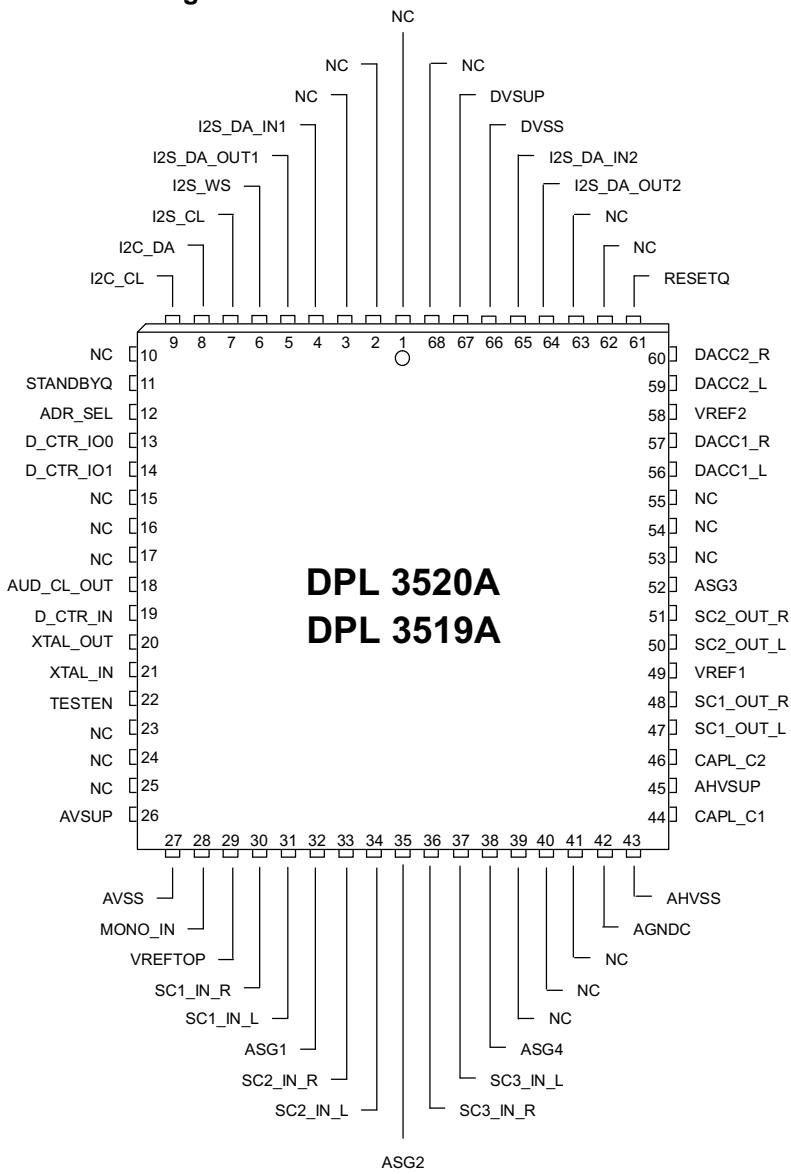 NC
NC NC
NC DVSUP
I2S_DA_IN1 DVSS
I2S_DA_OUT1 I2S_DA_IN2
I2S_WS I2S_DA_OUT2
I2S_CL NC
I2C_DA NC
I2C_CL RESETQ
9 8 7 6 5 4 3 2 1 68 67 66 65 64 63 62 61
NC 10 60 DACC2_R
STANDBYQ 11 59 DACC2_L
ADR_SEL 12 58 VREF2
D_CTR_IO0 13 57 DACC1_R
D_CTR_IO1 14 56 DACC1_L
NC 15 55 NC
NC 16 54 NC
NC 17 53 NC
AUD_CL_OUT 18 52 ASG3
D_CTR_IN 19 51 SC2_OUT_R
XTAL_OUT 20 50 SC2_OUT_L
XTAL_IN 21 49 VREF1
TESTEN 22 48 SC1_OUT_R
NC 23 47 SC1_OUT_L
NC 24 46 CAPL_C2
NC 25 45 AHVSUP
AVSUP 26 44 CAPL_C1
DPL 3520A
DPL 3519A
27 28 29 30 31 32 33 34 35 36 37 38 39 40 41 42 43
AVSS AHVSS
MONO_IN AGNDC
VREFTOP NC
SC1_IN_R NC
SC1_IN_L NC
ASG1 ASG4
SC2_IN_R SC3_IN_L
SC2_IN_L SC3_IN_R
ASG2